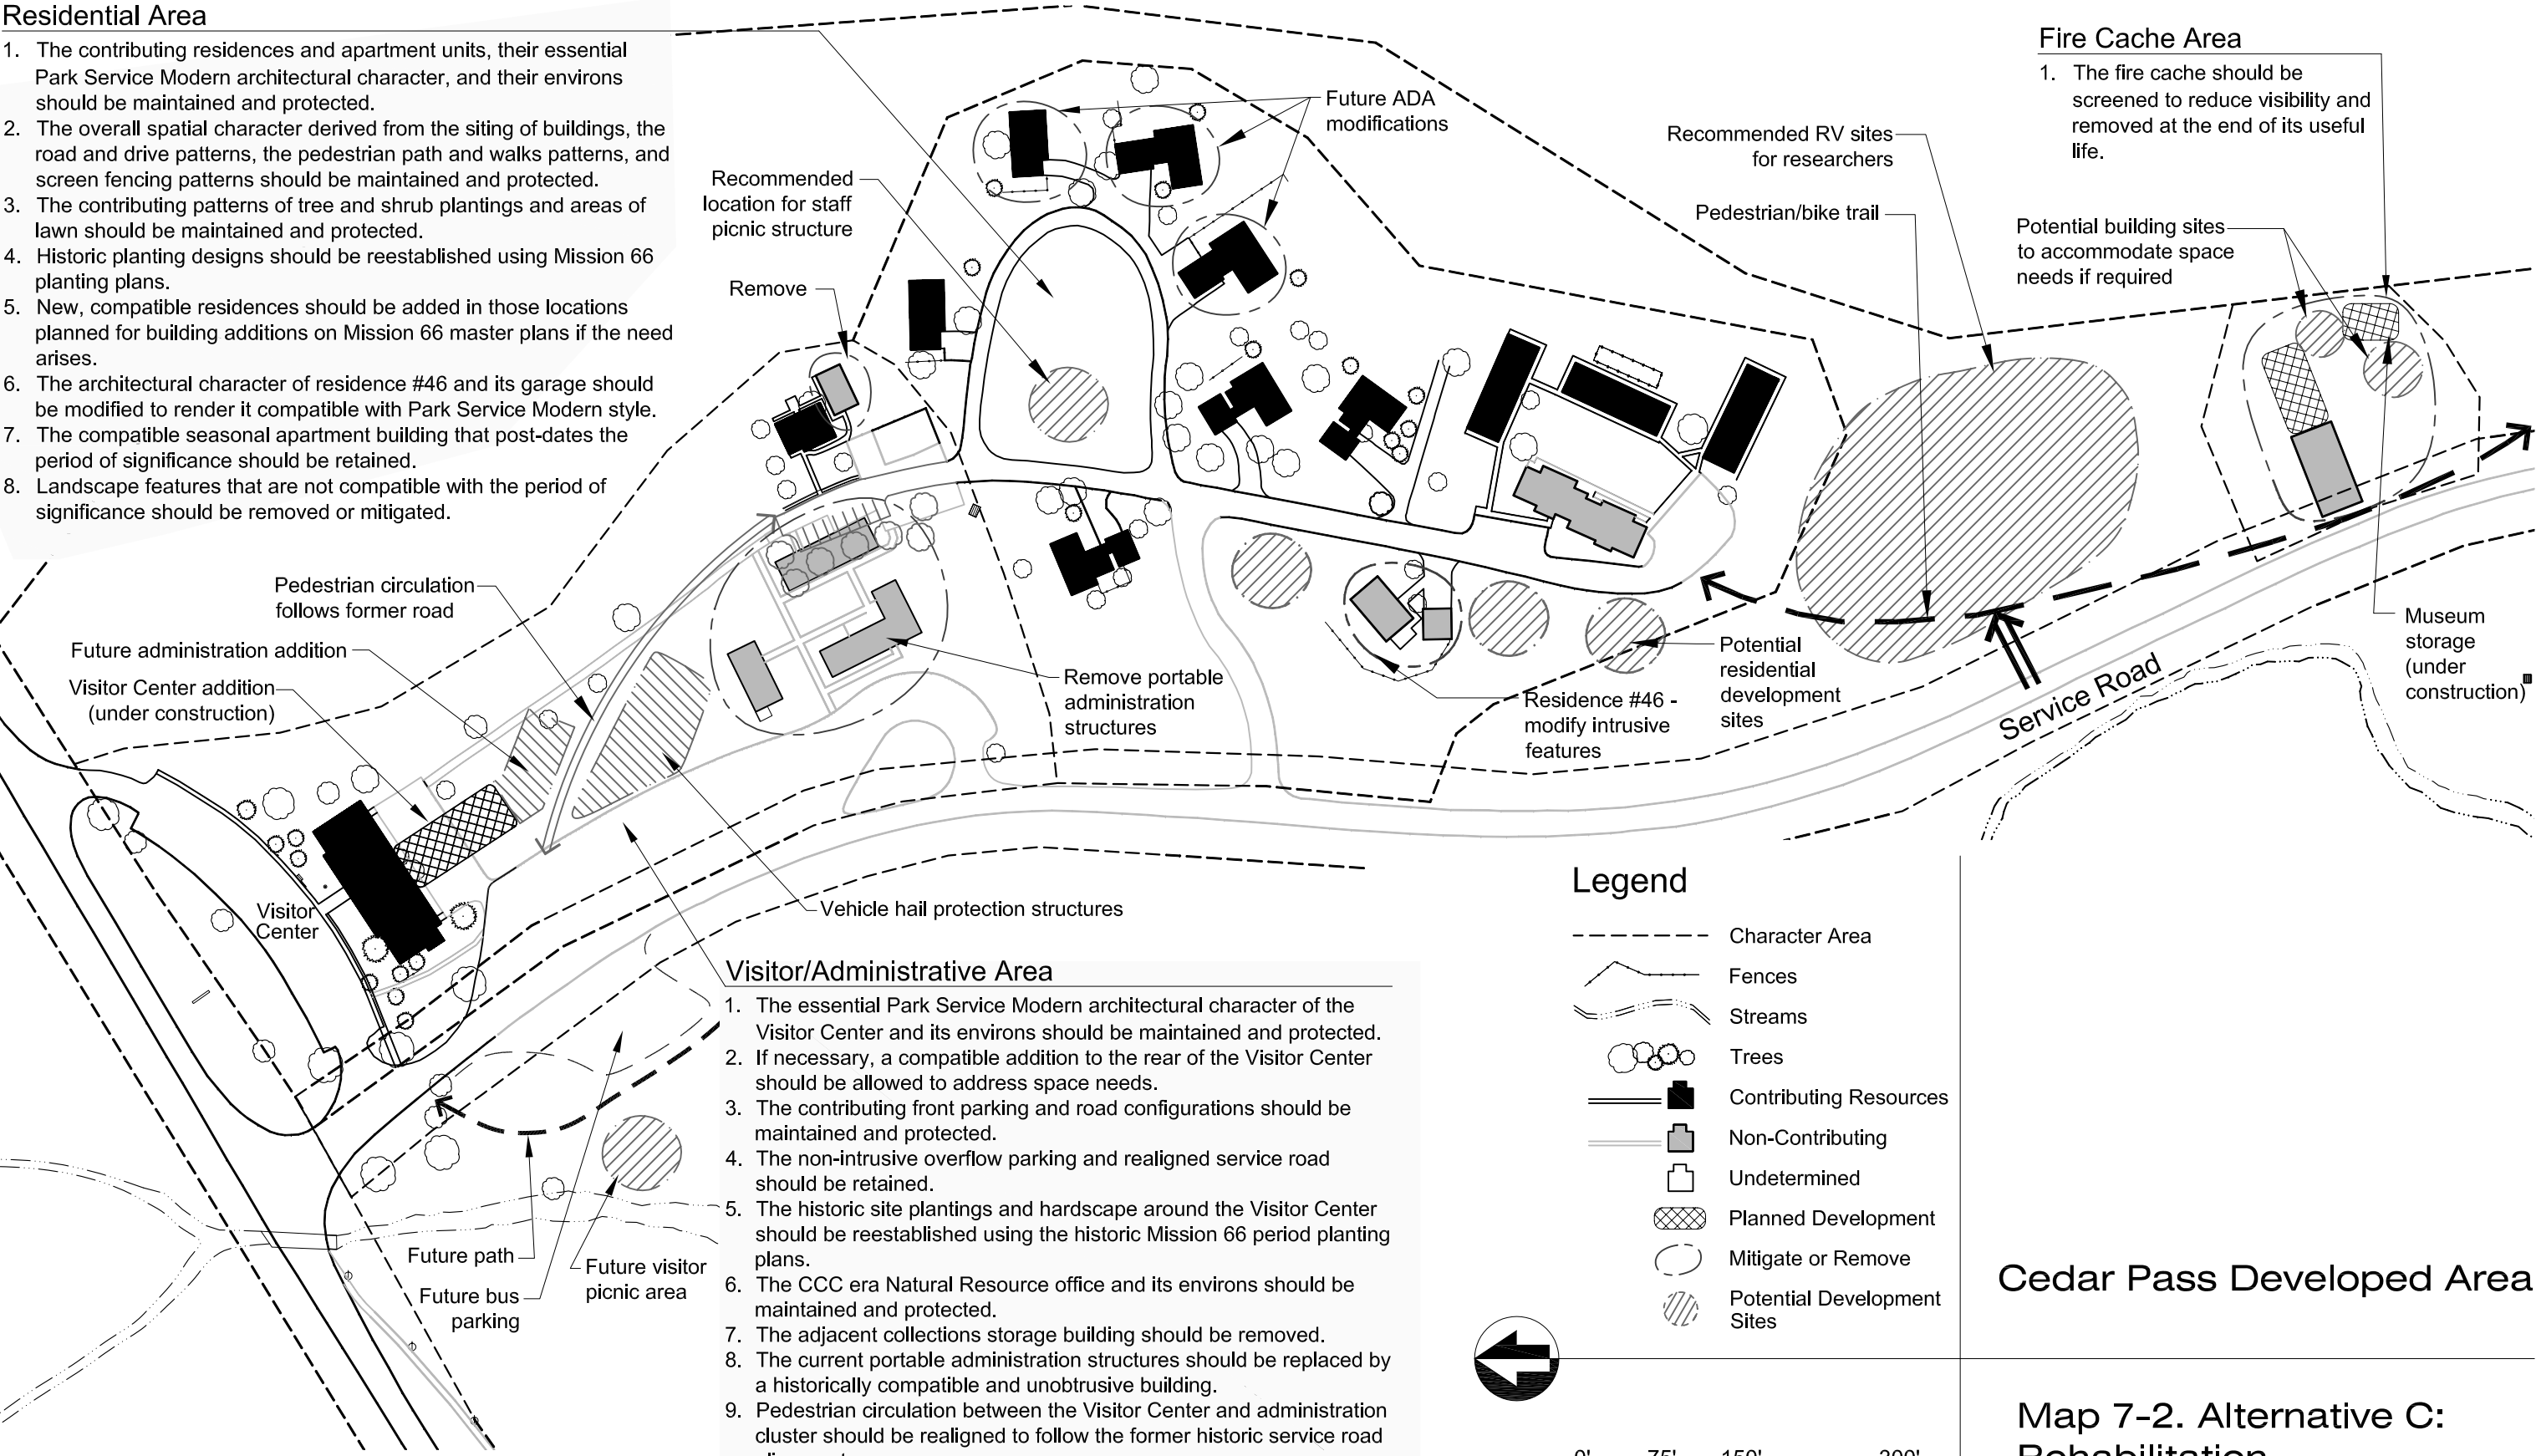 Residential Area
1. The contributing residences and apartment units, their essential
Park Service Modern architectural character, and their environs
should be maintained and protected.
2. The overall spatial character derived from the siting of buildings, the
road and drive patterns, the pedestrian path and walks patterns, and
screen fencing patterns should be maintained and protected.
3. The contributing patterns of tree and shrub plantings and areas of
lawn should be maintained and protected.
4. Historic planting designs should be reestablished using Mission 66
planting plans.
5. New, compatible residences should be added in those locations
planned for building additions on Mission 66 master plans if the need
arises.
6. The architectural character of residence #46 and its garage should
be modified to render it compatible with Park Service Modern style.
7. The compatible seasonal apartment building that post-dates the
period of significance should be retained.
8. Landscape features that are not compatible with the period of
significance should be removed or mitigated.
Fire Cache Area
1. The fire cache should be
screened to reduce visibility and
removed at the end of its useful
life.
Future ADA
modifications
Recommended RV sites
for researchers
Pedestrian/bike trail
Potential building sites
to accommodate space
needs if required
Recommended
location for staff
picnic structure
Remove
Pedestrian circulation
follows former road
Future administration addition
Visitor Center addition
(under construction)
Remove portable
administration
structures
Residence #46 -
modify intrusive
features
Potential
residential
development
sites
Service Road
Museum
storage
(under
construction)
Visitor
Center
Vehicle hail protection structures
Visitor/Administrative Area
1. The essential Park Service Modern architectural character of the
Visitor Center and its environs should be maintained and protected.
2. If necessary, a compatible addition to the rear of the Visitor Center
should be allowed to address space needs.
3. The contributing front parking and road configurations should be
maintained and protected.
4. The non-intrusive overflow parking and realigned service road
should be retained.
5. The historic site plantings and hardscape around the Visitor Center
should be reestablished using the historic Mission 66 period planting
plans.
6. The CCC era Natural Resource office and its environs should be
maintained and protected.
7. The adjacent collections storage building should be removed.
8. The current portable administration structures should be replaced by
a historically compatible and unobtrusive building.
9. Pedestrian circulation between the Visitor Center and administration
cluster should be realigned to follow the former historic service road
Future path
Future bus
parking
Future visitor
picnic area
Legend
Character Area
Fences
Streams
Trees
Contributing Resources
Non-Contributing
Undetermined
Planned Development
Mitigate or Remove
Potential Development
Sites
Cedar Pass Developed Area
Map 7-2. Alternative C:
Rehabilitation
0' 75' 150' 300'